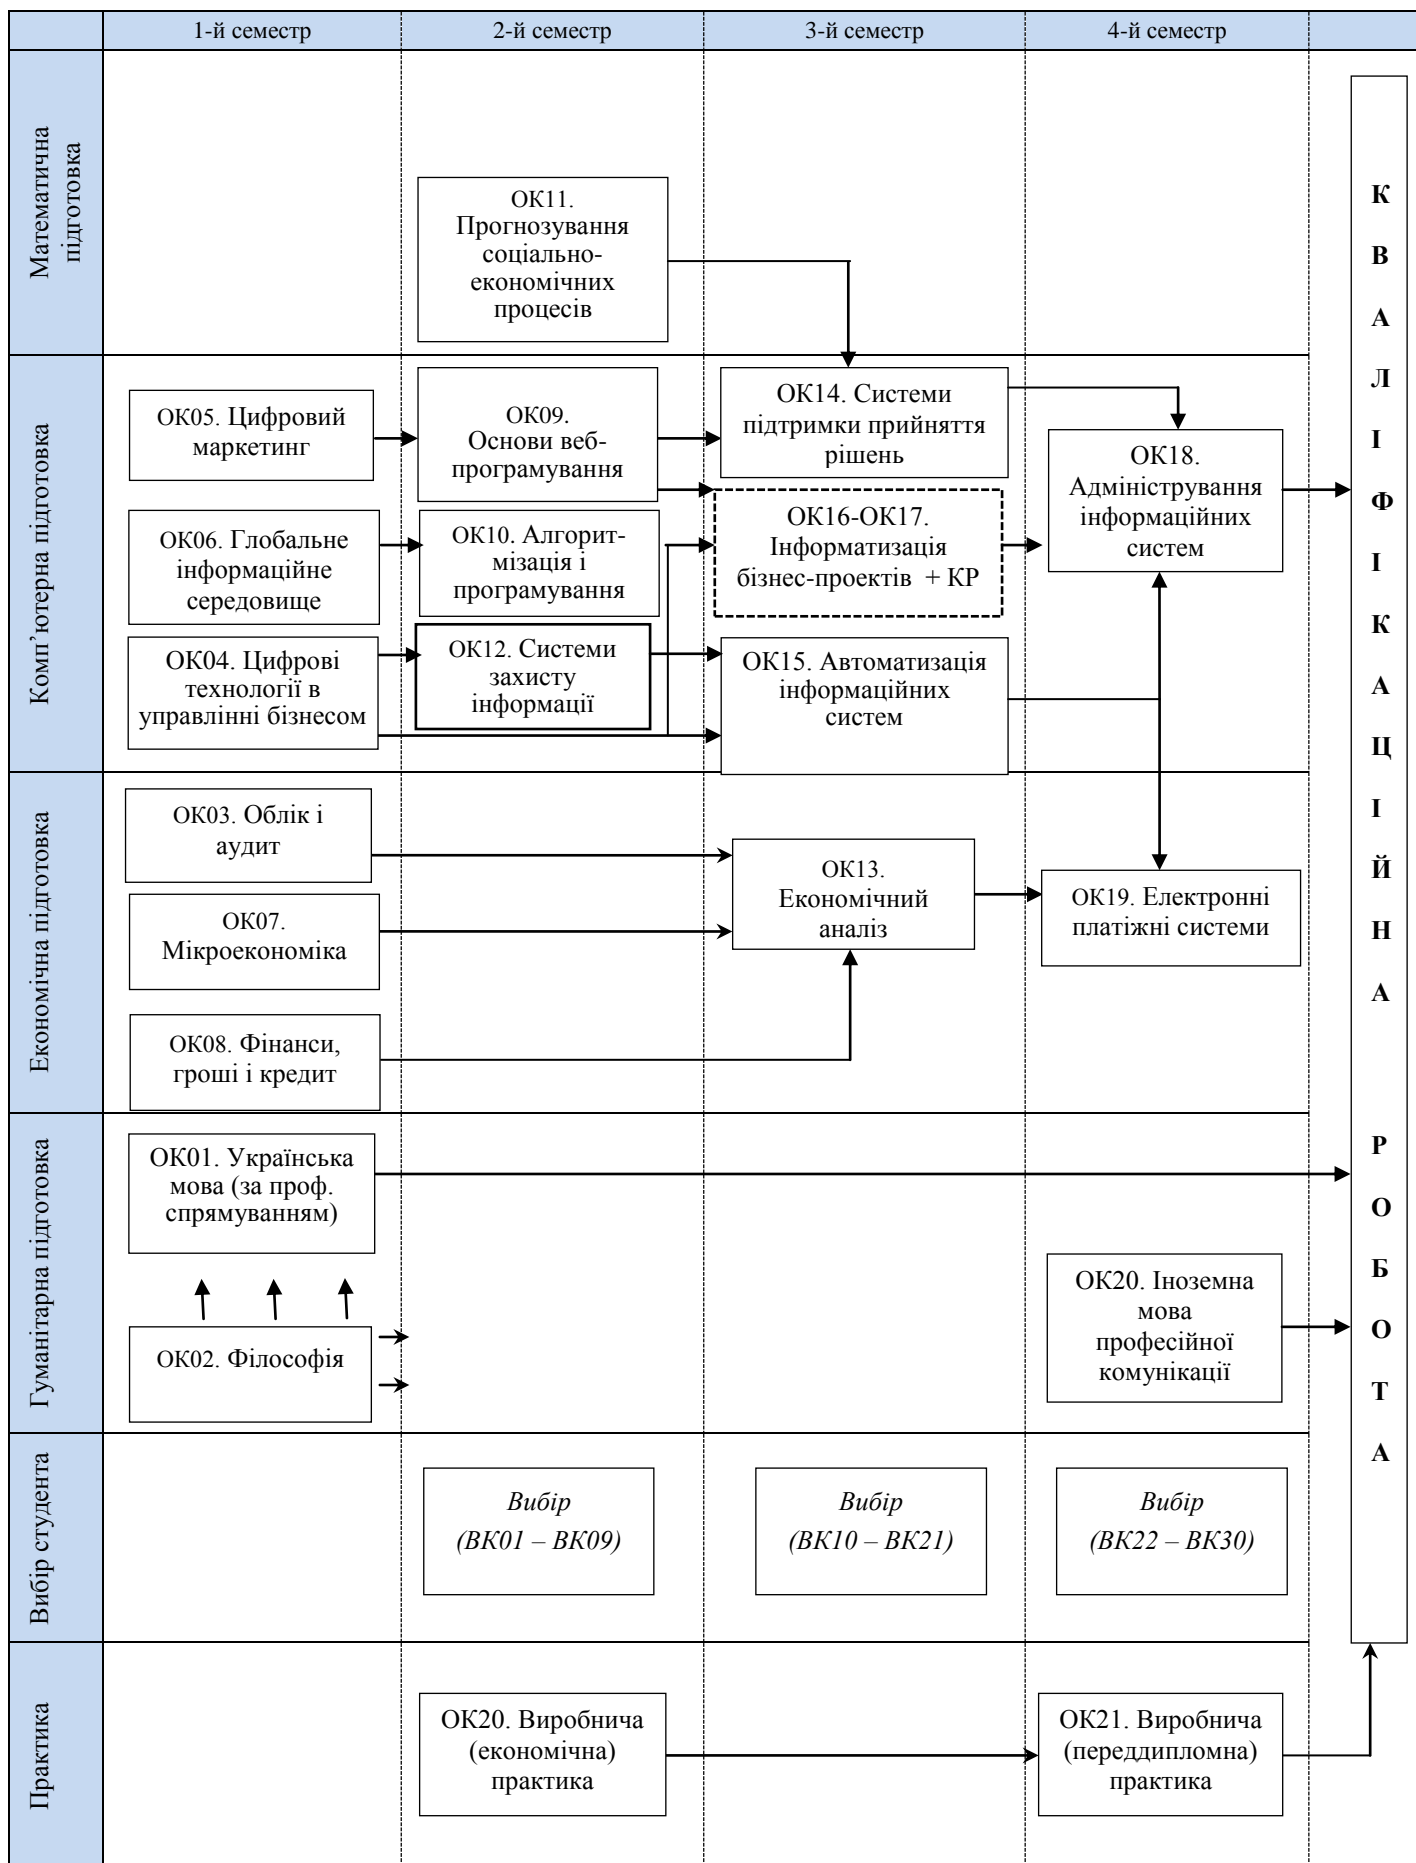 1-й семестр
2-й семестр
3-й семестр
4-й семестр
Математична
підготовка
ОК11.
Прогнозування
соціально-
економічних
процесів
Комп’ютерна підготовка
ОК05. Цифровий
маркетинг
ОК09.
Основи веб-
програмування
ОК14. Системи
підтримки прийняття
рішень
ОК18.
Адміністрування
інформаційних
систем
ОК06. Глобальне
інформаційне
середовище
ОК10. Алгорит-
мізація і
програмування
ОК16-ОК17.
Інформатизація
бізнес-проектів + КР
ОК04. Цифрові
технології в
управлінні бізнесом
ОК12. Системи
захисту
інформації
ОК15. Автоматизація
інформаційних
систем
Економічна підготовка
ОК03. Облік і
аудит
ОК07.
Мікроекономіка
ОК08. Фінанси,
гроші і кредит
ОК13.
Економічний
аналіз
ОК19. Електронні
платіжні системи
Гуманітарна підготовка
ОК01. Українська
мова (за проф.
спрямуванням)
ОК02. Філософія
ОК20. Іноземна
мова
професійної
комунікації
Вибір студента
Вибір
(ВК01 – ВК09)
Вибір
(ВК10 – ВК21)
Вибір
(ВК22 – ВК30)
Практика
ОК20. Виробнича
(економічна)
практика
ОК21. Виробнича
(переддипломна)
практика
К
В
А
Л
І
Ф
І
К
А
Ц
І
Й
Н
А
Р
О
Б
О
Т
А